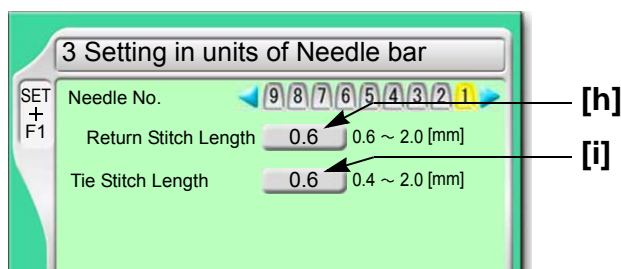 3 Setting in units of Needle bar
SET + F1
Needle No. 9 8 7 6 5 4 3 2 1
[h]
Return Stitch Length 0.6 0.6 ~ 2.0 [mm]
[i]
Tie Stitch Length 0.6 0.4 ~ 2.0 [mm]